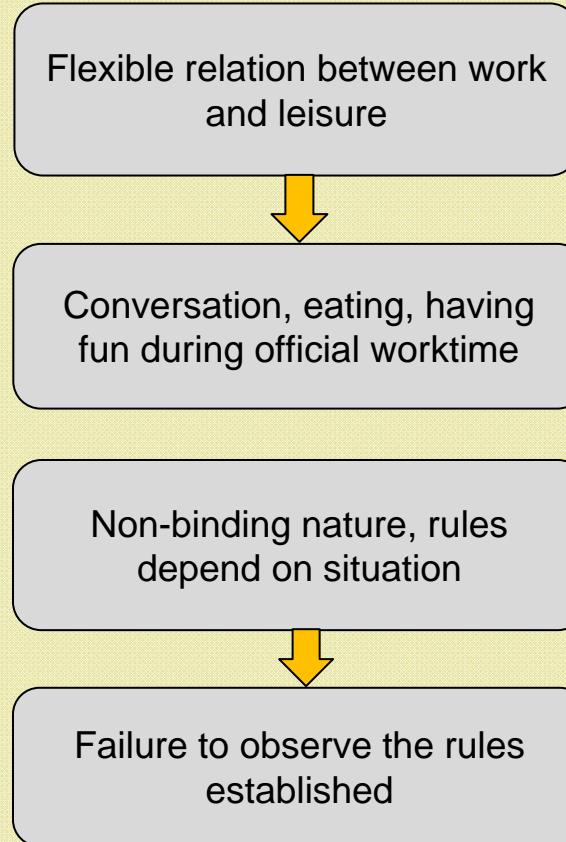 Flexible relation between work
and leisure
Conversation, eating, having
fun during official worktime
Non-binding nature, rules
depend on situation
Failure to observe the rules
established